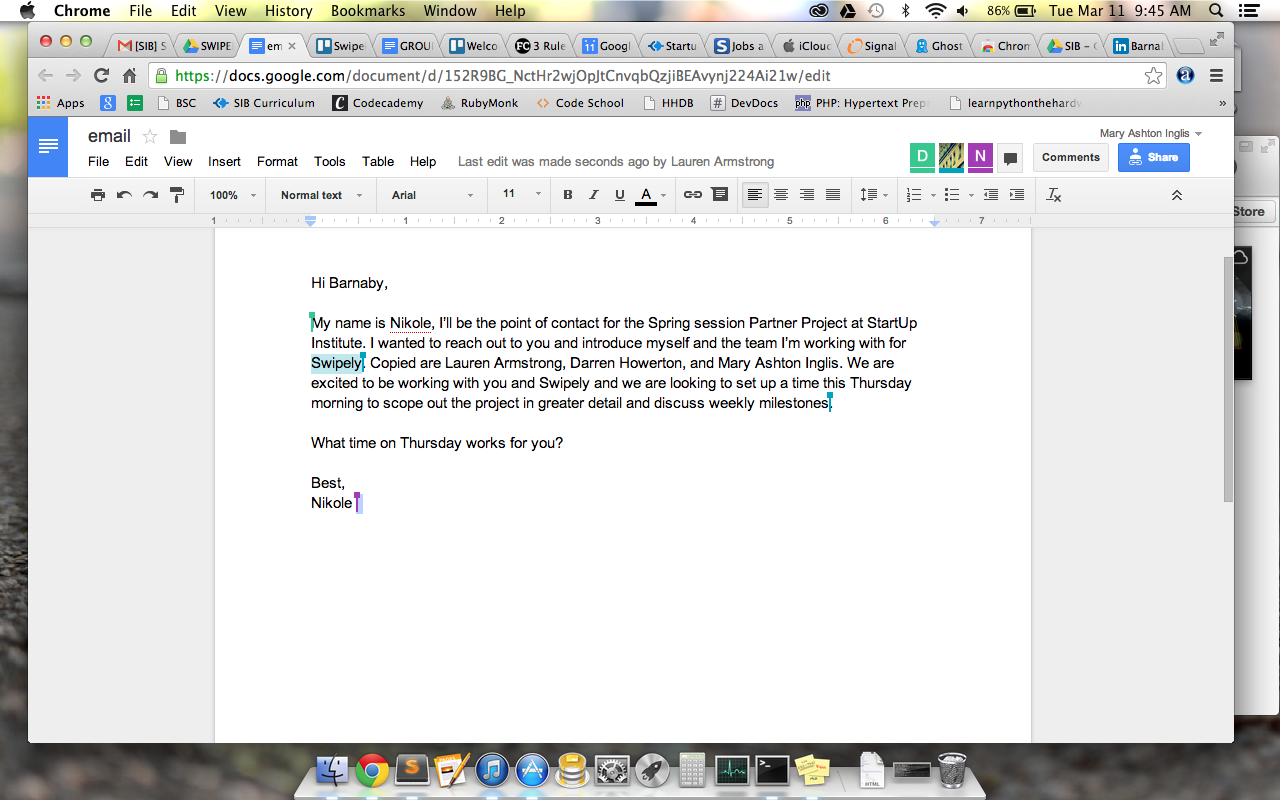 Chrome File Edit View History Bookmarks Window Help 86% Tue Mar 11 9:45 AM
[SIB] S SWIPE em Swipe GROU Welco 3 Rule Googl Startu Jobs a iClou Signal Ghost Chrom SIB – C Barna
https://docs.google.com/document/d/152R9BG_NctHr2wjOpJtCnvqbQzjiBEAvynj224Ai21w/edit
Apps BSC SIB Curriculum Codecademy RubyMonk Code School HHDB DevDocs PHP: Hypertext Prep learnpythonthehard »
email Mary Ashton Inglis
File Edit View Insert Format Tools Table Help Last edit was made seconds ago by Lauren Armstrong D N Comments Share
100% Normal text Arial 11 B I U A
Store
1 1 2 3 4 5 6 7
Hi Barnaby,
My name is Nikole, I'll be the point of contact for the Spring session Partner Project at StartUp
Institute. I wanted to reach out to you and introduce myself and the team I'm working with for
Swipely. Copied are Lauren Armstrong, Darren Howerton, and Mary Ashton Inglis. We are
excited to be working with you and Swipely and we are looking to set up a time this Thursday
morning to scope out the project in greater detail and discuss weekly milestones.
What time on Thursday works for you?
Best,
Nikole
HTML